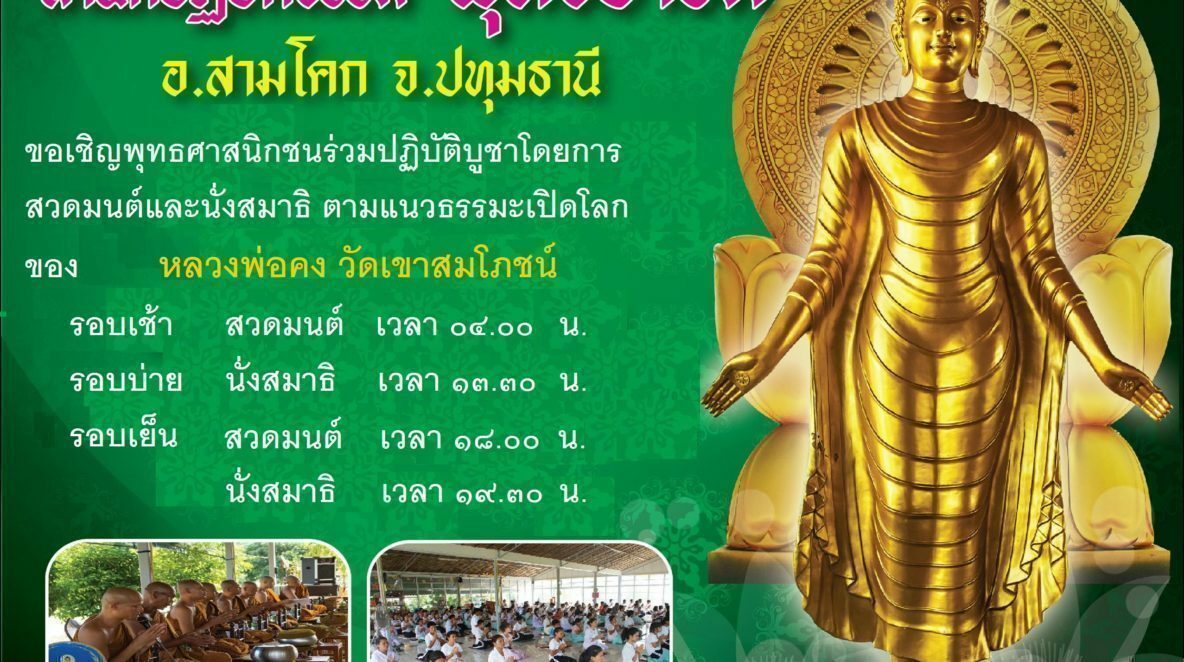 อ.สามโคก จ.ปทุมธานี
ขอเชิญพุทธศาสนิกชนร่วมปฏิบัติบูชาโดยการ
สวดมนต์และนั่งสมาธิ ตามแนวธรรมะเปิดโลก
ของ หลวงพ่อคง วัดเขาสมโภชน์
รอบเช้า สวดมนต์ เวลา ๐๔.๐๐ น.
รอบบ่าย นั่งสมาธิ เวลา ๑๓.๓๐ น.
รอบเย็น สวดมนต์ เวลา ๑๘.๐๐ น.
นั่งสมาธิ เวลา ๑๙.๓๐ น.